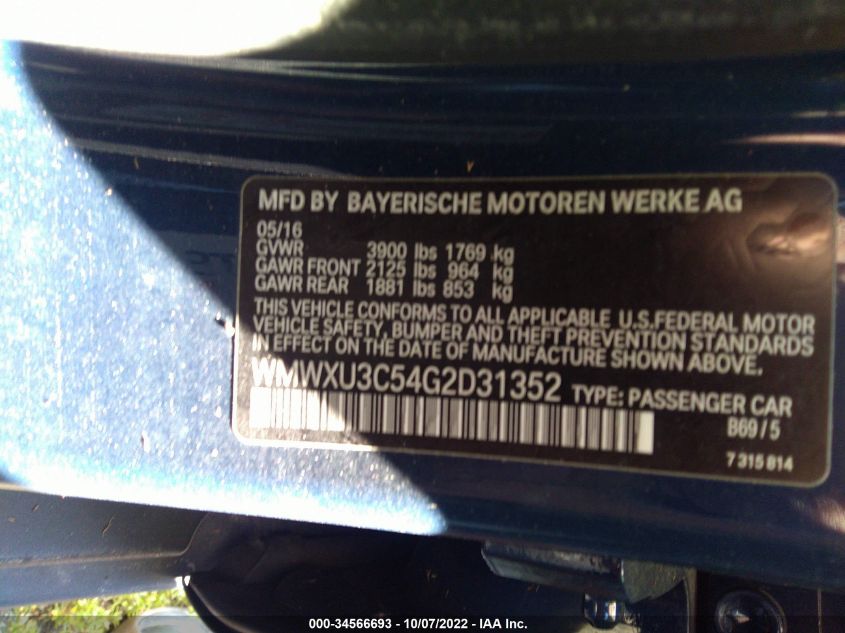 MFD BY BAYERISCHE MOTOREN WERKE AG
05/16
GVWR 3900 lbs 1769 kg
GAWR FRONT 2125 lbs 964 kg
GAWR REAR 1881 lbs 853 kg
THIS VEHICLE CONFORMS TO ALL APPLICABLE U.S.FEDERAL MOTOR
VEHICLE SAFETY, BUMPER AND THEFT PREVENTION STANDARDS
IN EFFECT ON THE DATE OF MANUFACTURE SHOWN ABOVE.
WMWXU3C54G2D31352 TYPE: PASSENGER CAR
B69/5
7 315 814
000-34566693 - 10/07/2022 - IAA Inc.